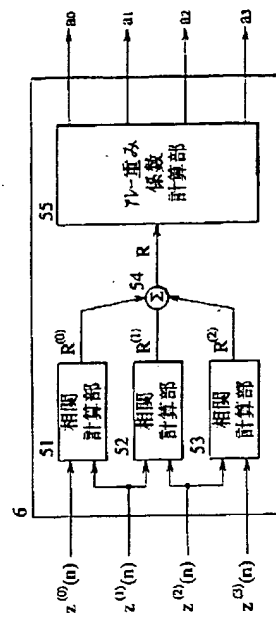 6
z⁽⁰⁾(n)
z⁽¹⁾(n)
z⁽²⁾(n)
z⁽³⁾(n)
51
相関
計算部
52
相関
計算部
53
相関
計算部
R⁽⁰⁾
R⁽¹⁾
R⁽²⁾
54
Σ
R
55
アレー重み
係数
計算部
a0
a1
a2
a3